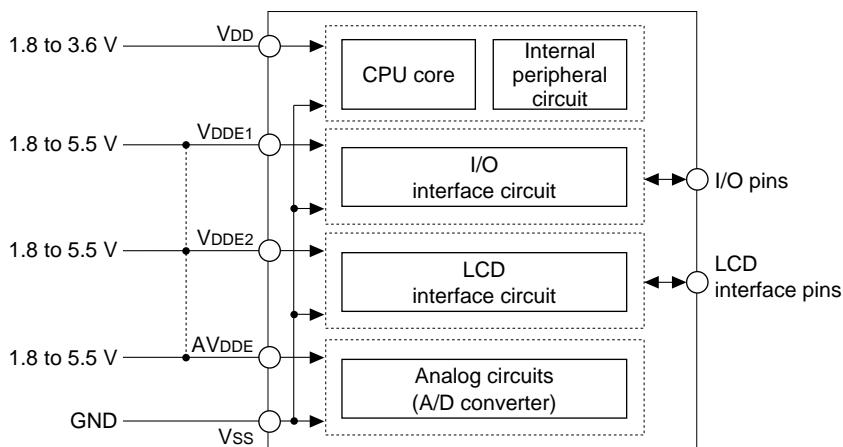 1.8 to 3.6 V
VDD
CPU core
Internal
peripheral
circuit
1.8 to 5.5 V
VDDE1
I/O
interface circuit
I/O pins
1.8 to 5.5 V
VDDE2
LCD
interface circuit
LCD
interface pins
1.8 to 5.5 V
AVDDE
Analog circuits
(A/D converter)
GND
VSS